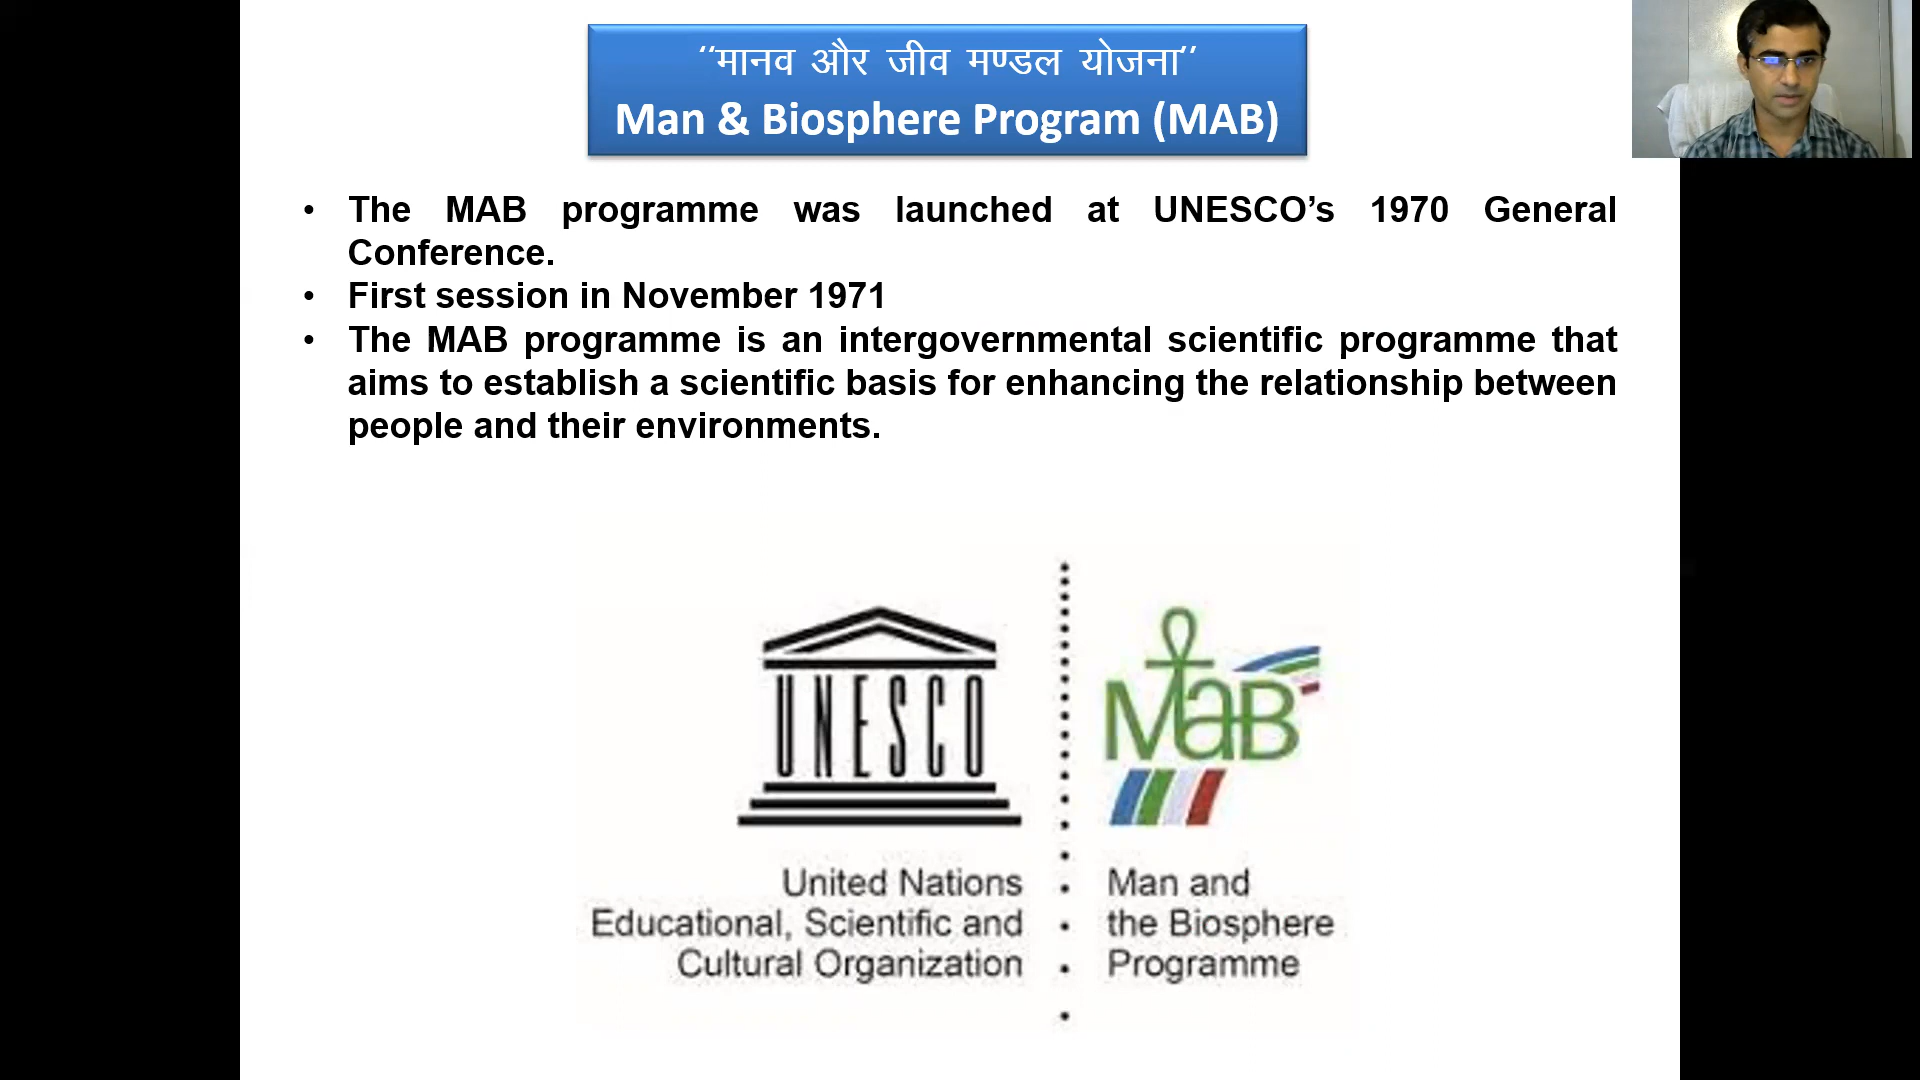 “मानव और जीव मण्डल योजना”
Man & Biosphere Program (MAB)
• The MAB programme was launched at UNESCO’s 1970 General
Conference.
• First session in November 1971
• The MAB programme is an intergovernmental scientific programme that
aims to establish a scientific basis for enhancing the relationship between
people and their environments.
UNESCO
United Nations
Educational, Scientific and
Cultural Organization
MaB
Man and
the Biosphere
Programme